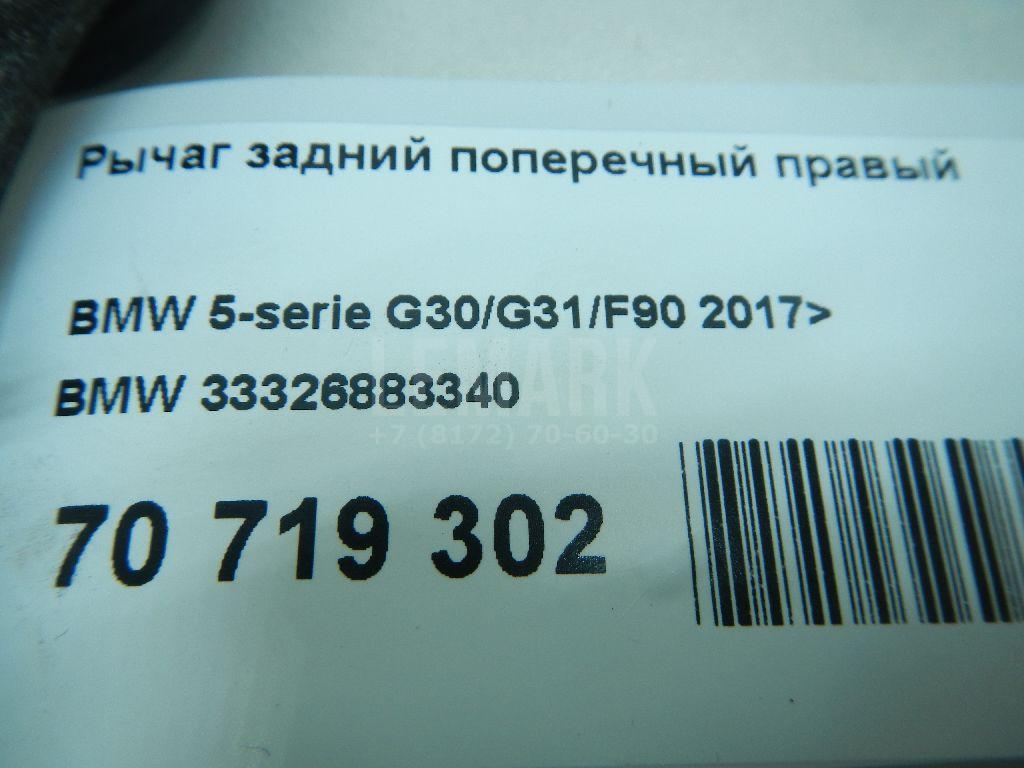 Рычаг задний поперечный правый
BMW 5-serie G30/G31/F90 2017>
BMW 33326883340
LEMARK
+7 (8172) 70-60-30
70 719 302